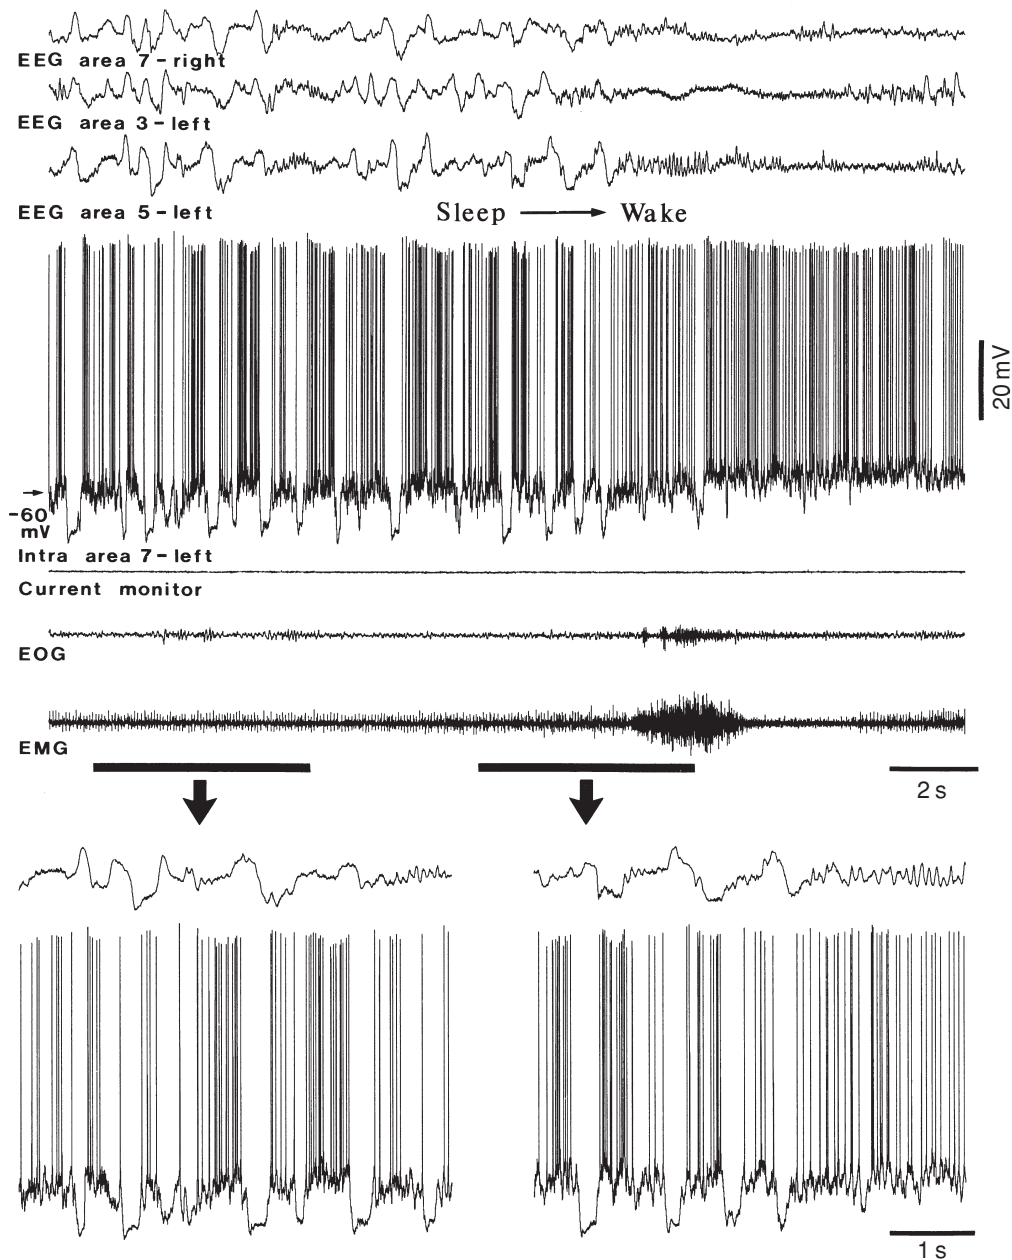 EEG area 7-right
EEG area 3-left
EEG area 5-left
Sleep → Wake
20 mV
-60
mV
Intra area 7-left
Current monitor
EOG
EMG
2 s
1 s